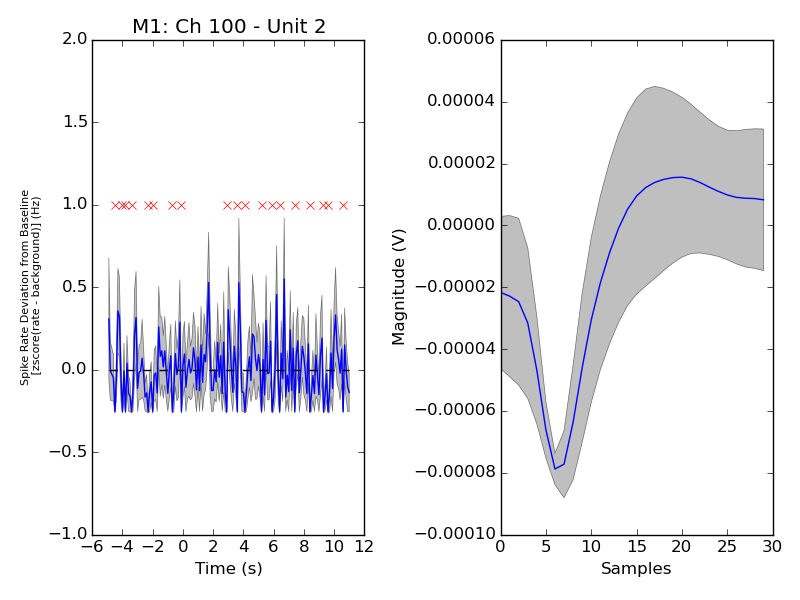 M1: Ch 100 - Unit 2
Spike Rate Deviation from Baseline
[zscore(rate - background)] (Hz)
2.0
1.5
1.0
0.5
0.0
−0.5
−1.0
−6 −4 −2 0 2 4 6 8 10 12
Time (s)
Magnitude (V)
0.00006
0.00004
0.00002
0.00000
−0.00002
−0.00004
−0.00006
−0.00008
−0.00010
0 5 10 15 20 25 30
Samples